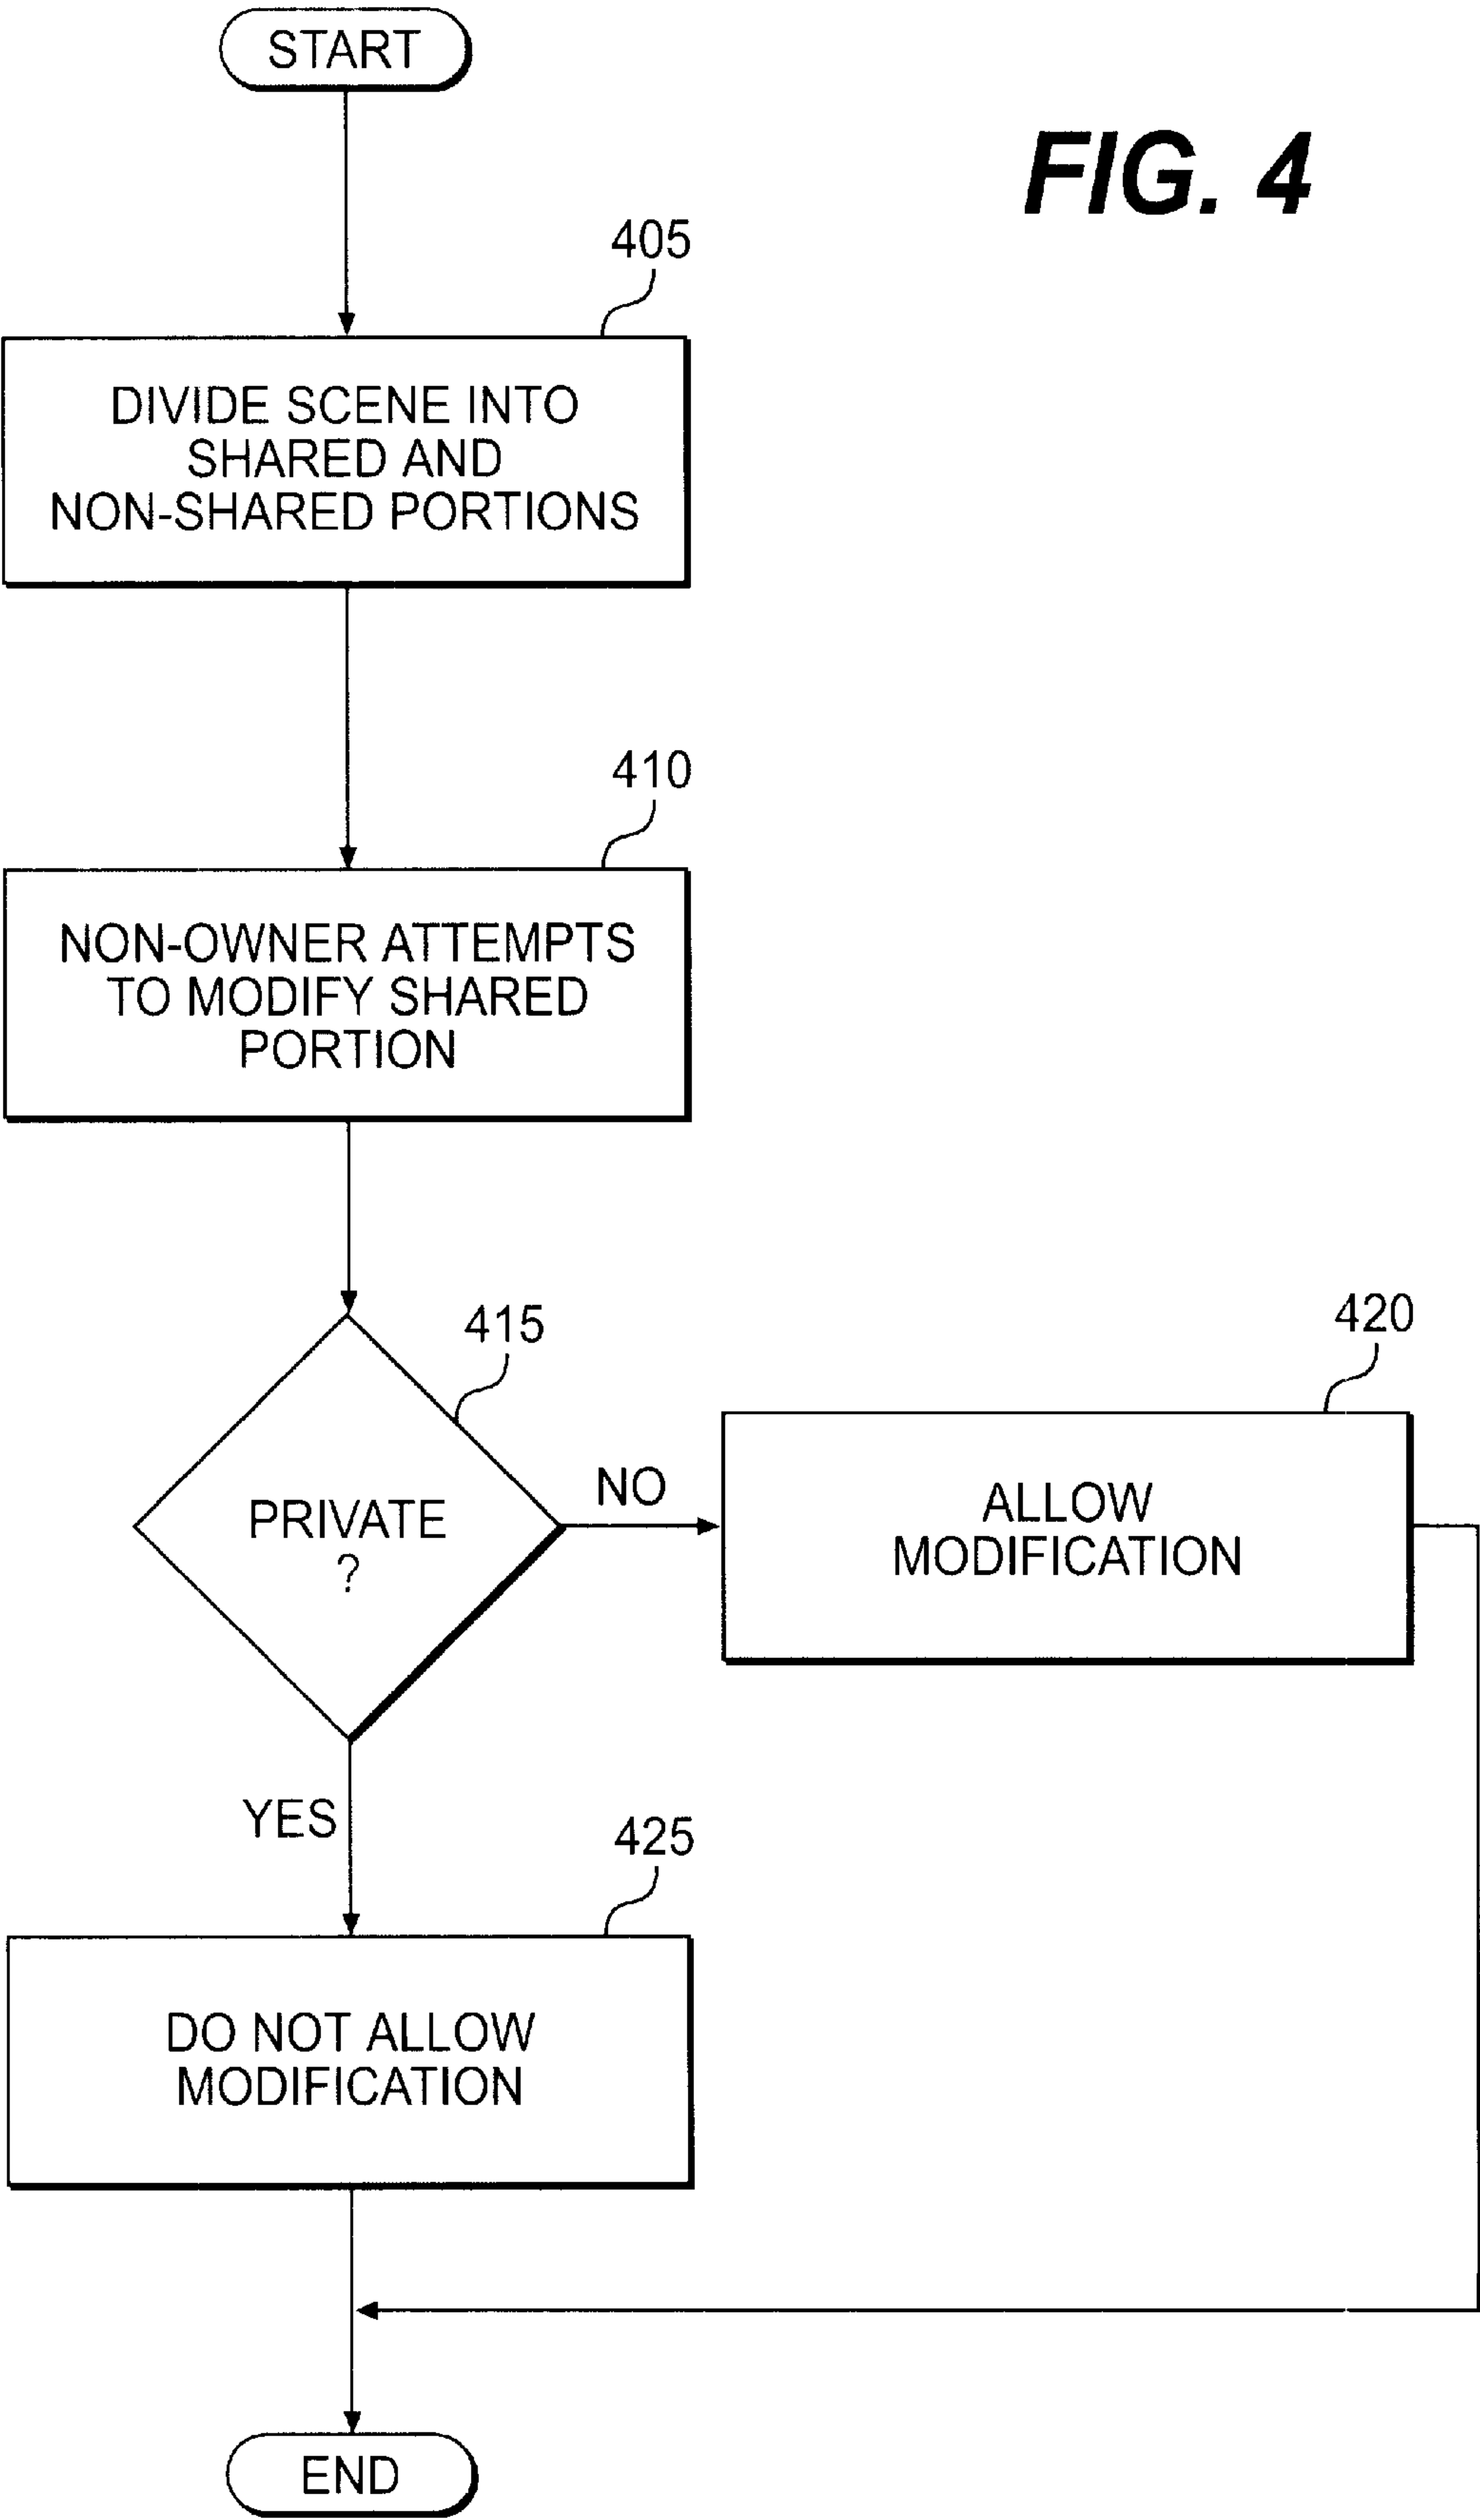 START
FIG. 4
405
DIVIDE SCENE INTO
SHARED AND
NON-SHARED PORTIONS
410
NON-OWNER ATTEMPTS
TO MODIFY SHARED
PORTION
415
PRIVATE
?
NO
420
ALLOW
MODIFICATION
YES
425
DO NOT ALLOW
MODIFICATION
END